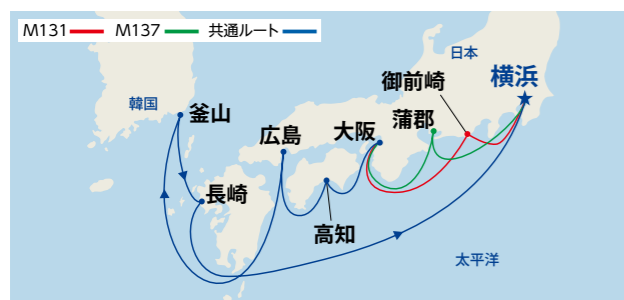 M131 M137 共通ルート
日本
横浜
御前崎
韓国
釜山
広島
大阪
蒲郡
長崎
高知
太平洋